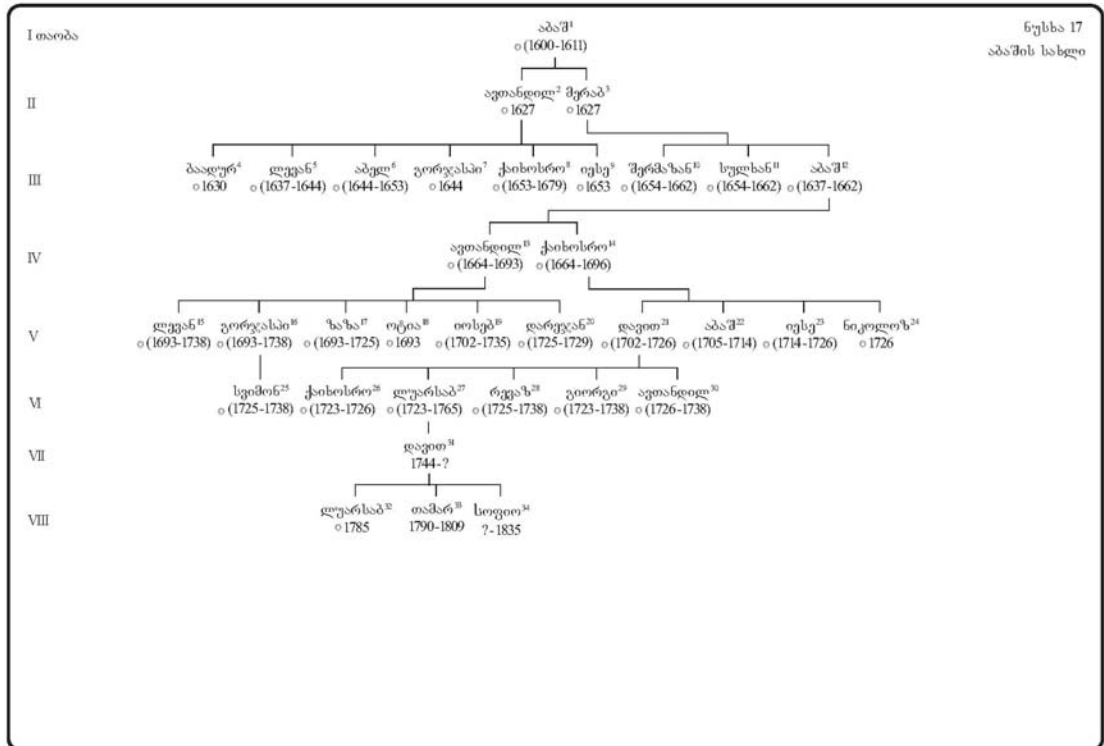 I თაობა
აბაშ¹
ნუსხა 17
○ (1600-1611)
აბაშის სახლი
II
ავთანდილ² მერაბ³
○ 1627 ○ 1627
III
ბაადურ⁴ ლევან⁵ აბელ⁶ გორჯასპი⁷ ქაიხოსრო⁸ იესე⁹ შერმაზან¹⁰ სულხან¹¹ აბაშ¹²
○ 1630 ○ (1637-1644) ○ (1644-1653) ○ 1644 ○ (1653-1679) ○ 1653 ○ (1654-1662) ○ (1654-1662) ○ (1637-1662)
IV
ავთანდილ¹³ ქაიხოსრო¹⁴
○ (1664-1693) ○ (1664-1696)
V
ლევან¹⁵ გორჯასპი¹⁶ ზაზა¹⁷ ოტია¹⁸ იოსებ¹⁹ დარეჯან²⁰ დავით²¹ აბაშ²² იესე²³ ნიკოლოზ²⁴
○ (1693-1738) ○ (1693-1738) ○ (1693-1725) ○ 1693 ○ (1702-1735) ○ (1725-1729) ○ (1702-1726) ○ (1705-1714) ○ (1714-1726) ○ 1726
VI
სვიმონ²⁵ ქაიხოსრო²⁶ ლუარსაბ²⁷ რევაზ²⁸ გიორგი²⁹ ავთანდილ³⁰
○ (1725-1738) ○ (1723-1726) ○ (1723-1765) ○ (1725-1738) ○ (1723-1738) ○ (1726-1738)
VII
დავით³¹
1744-?
VIII
ლუარსაბ³² თამარ³³ სოფიო³⁴
○ 1785 1790-1809 ?-1835